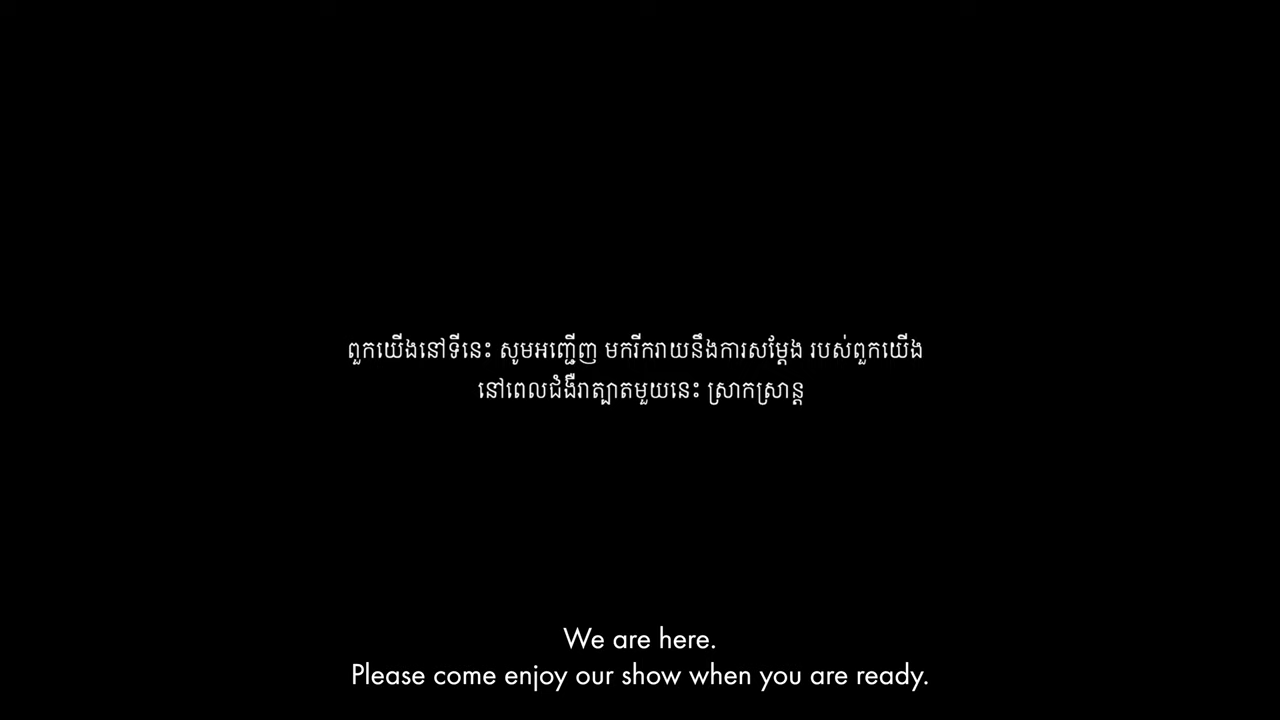 ពួកយើងនៅទីនេះ សូមអញ្ជើញ មករីករាយនឹងការសម្ដែង របស់ពួកយើង
នៅពេលជំងឺរាត្បាតមួយនេះ ស្រាកស្រាន្ត
We are here.
Please come enjoy our show when you are ready.